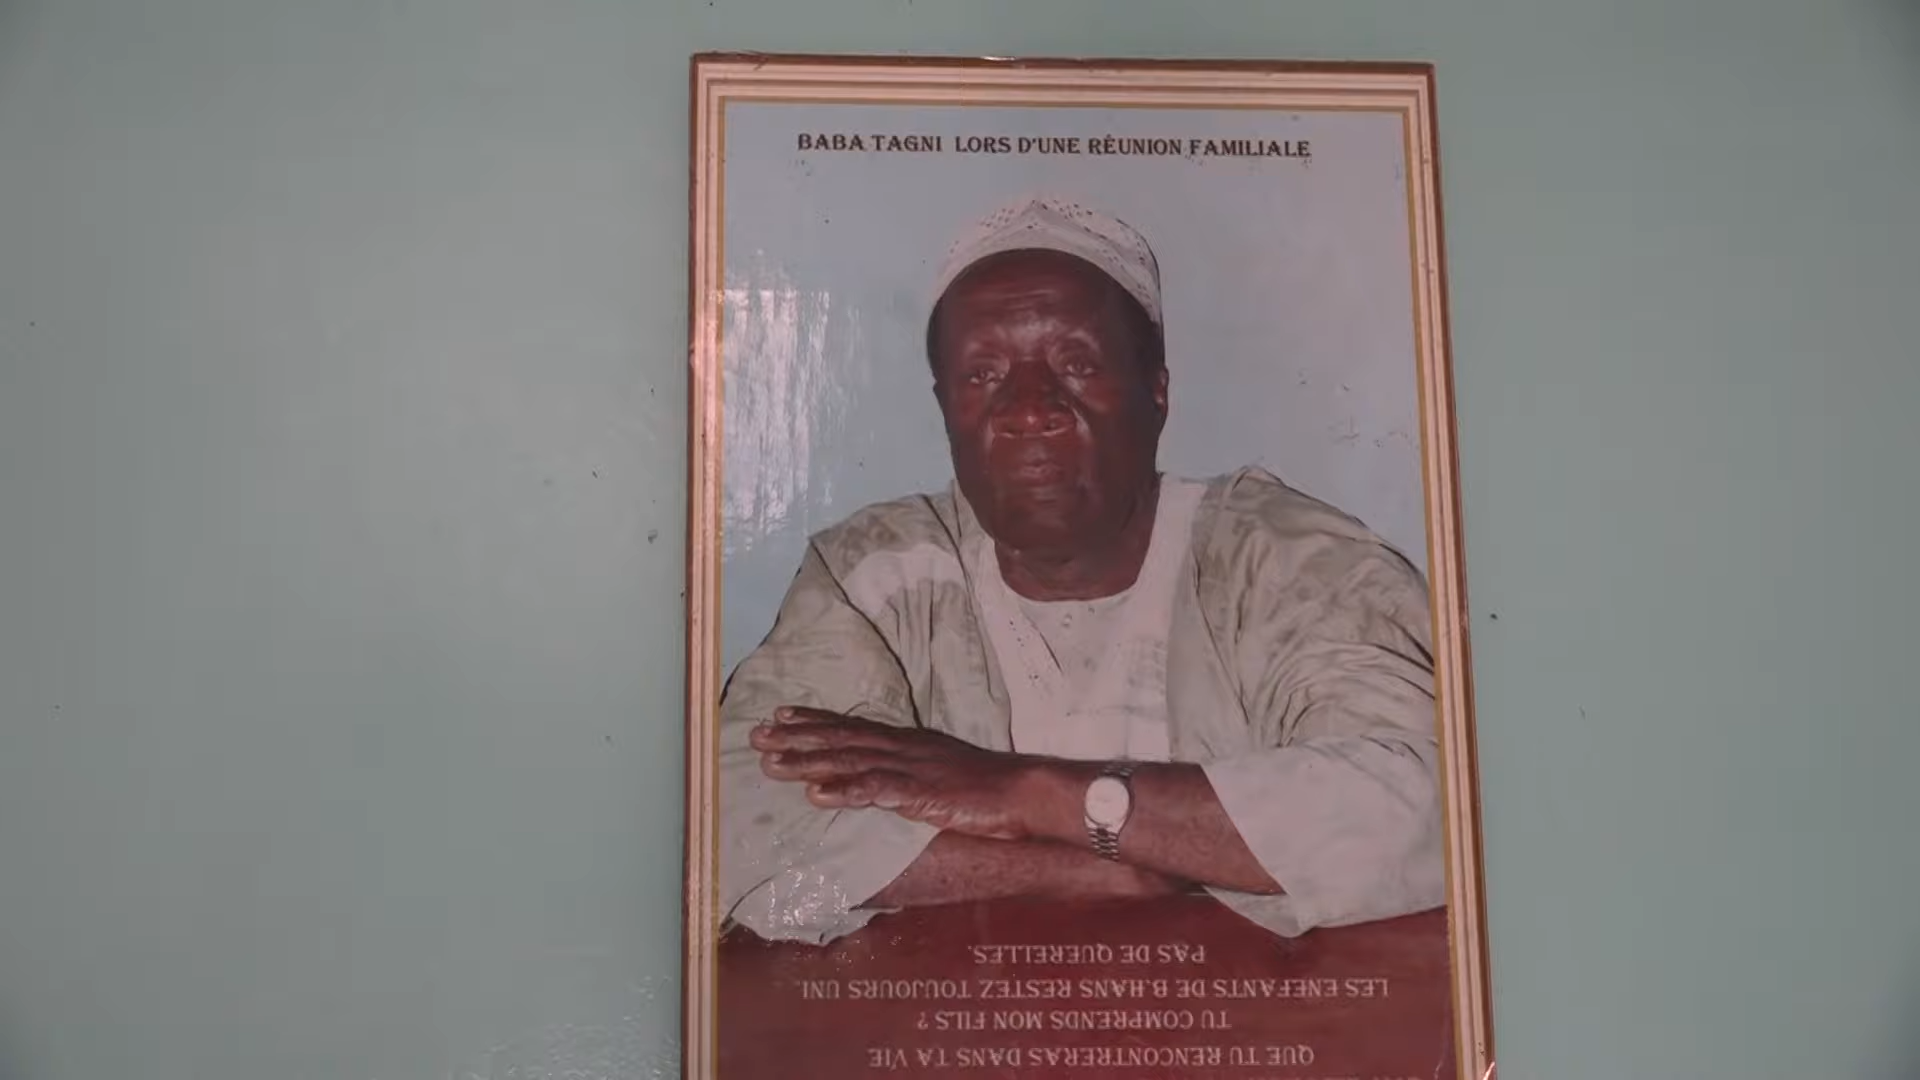 BABA TAGNI LORS D'UNE RÉUNION FAMILIALE
QUE TU RENCONTRERAS DANS TA VIE
TU COMPRENDS MON FILS ?
LES ENEFANTS DE B.HANS RESTEZ TOUJOURS UNI.
PAS DE QUERELLES.